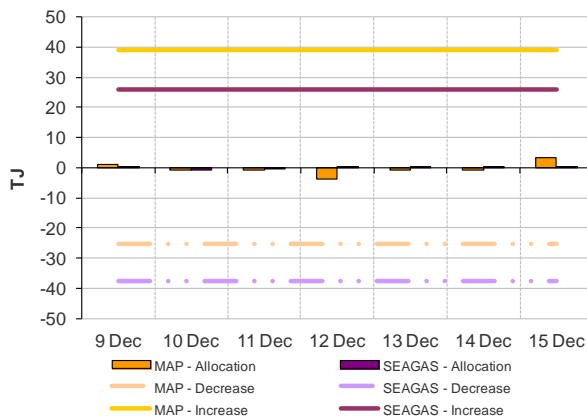 50
40
30
20
10
0
-10
-20
-30
-40
-50
TJ
9 Dec 10 Dec 11 Dec 12 Dec 13 Dec 14 Dec 15 Dec
MAP - Allocation SEAGAS - Allocation
MAP - Decrease SEAGAS - Decrease
MAP - Increase SEAGAS - Increase